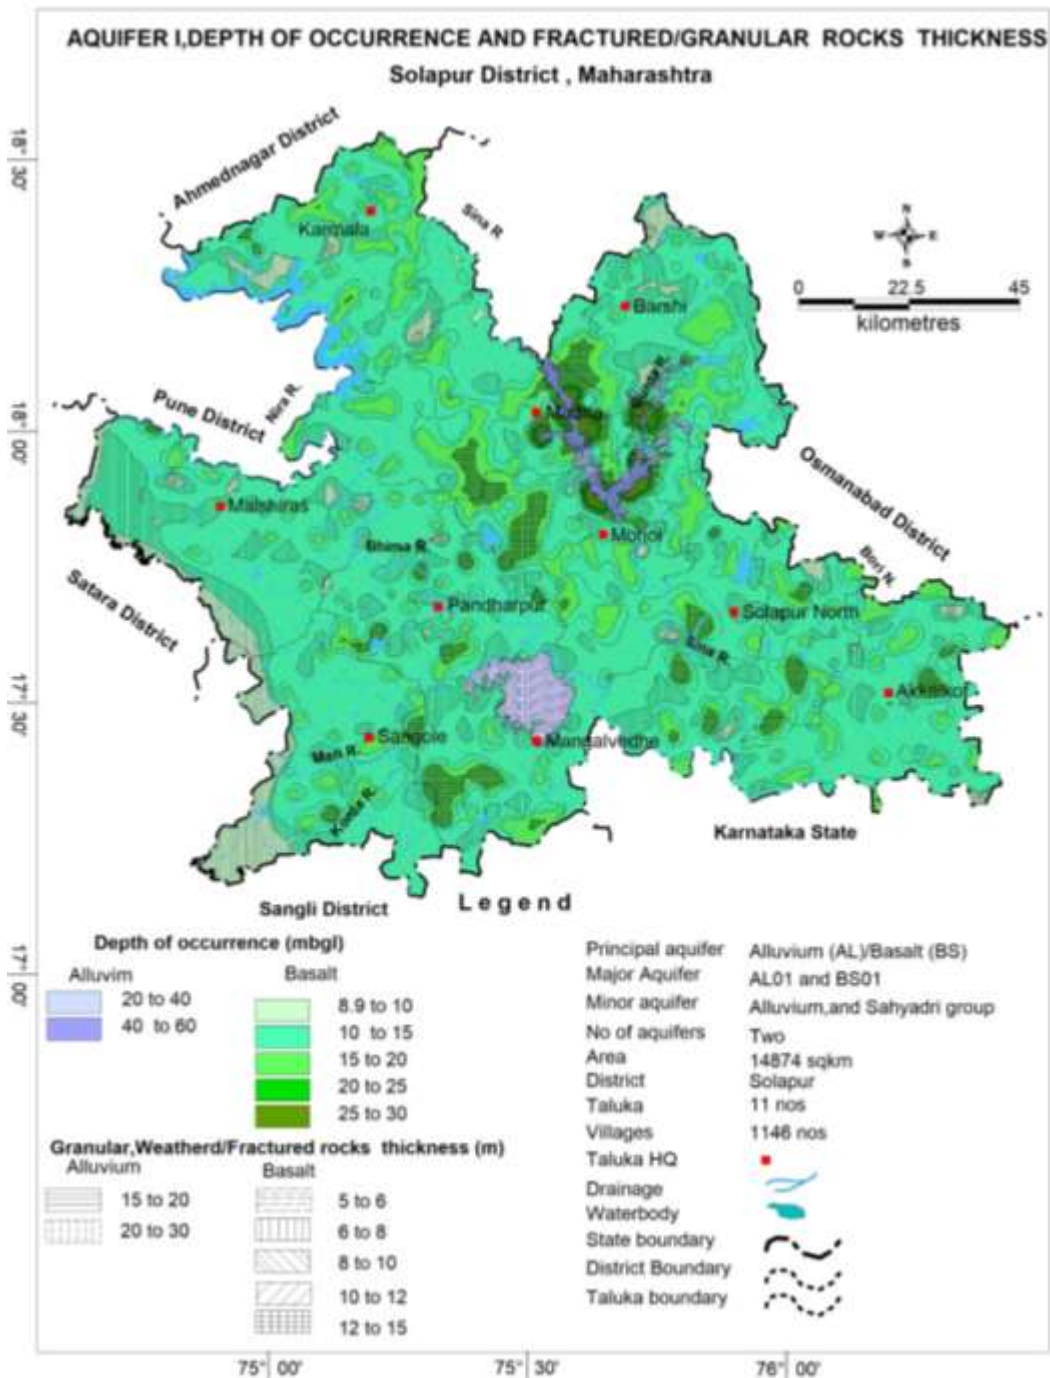 AQUIFER I,DEPTH OF OCCURRENCE AND FRACTURED/GRANULAR ROCKS THICKNESS
Solapur District , Maharashtra
18° 30'
Ahmednagar District
Sina R.
Karmala
N
W E
S
0 22.5 45
kilometres
Barshi
Pune District
Nira R.
18° 00'
Madha
Osmanabad District
Malshiras
Mohol
Bhima R.
Bori N.
Satara District
Pandharpur
Solapur North
Sina R.
17° 30'
Akkalkot
Sangole
Mangalvedhe
Man R.
Karnataka State
Sangli District
Legend
17° 00'
Depth of occurrence (mbgl)
Alluvim
20 to 40
40 to 60
Basalt
8.9 to 10
10 to 15
15 to 20
20 to 25
25 to 30
Granular,Weatherd/Fractured rocks thickness (m)
Alluvium
15 to 20
20 to 30
Basalt
5 to 6
6 to 8
8 to 10
10 to 12
12 to 15
Principal aquifer Alluvium (AL)/Basalt (BS)
Major Aquifer AL01 and BS01
Minor aquifer Alluvium,and Sahyadri group
No of aquifers Two
Area 14874 sqkm
District Solapur
Taluka 11 nos
Villages 1146 nos
Taluka HQ
Drainage
Waterbody
State boundary
District Boundary
Taluka boundary
75° 00' 75° 30' 76° 00'